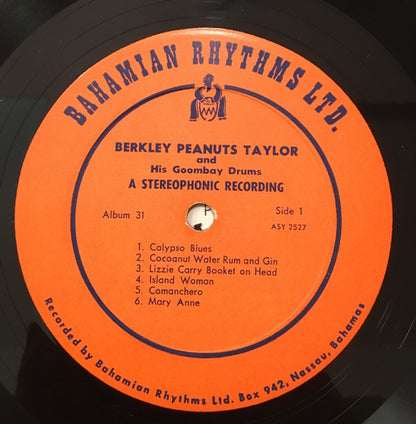 BAHAMIAN RHYTHMS LTD.
BERKLEY PEANUTS TAYLOR
and
His Goombay Drums
A STEREOPHONIC RECORDING
Album 31
Side 1
ASY 2527
1. Calypso Blues
2. Cocoanut Water Rum and Gin
3. Lizzie Carry Booket on Head
4. Island Woman
5. Comanchero
6. Mary Anne
Recorded by Bahamian Rhythms Ltd. Box 942, Nassau, Bahamas